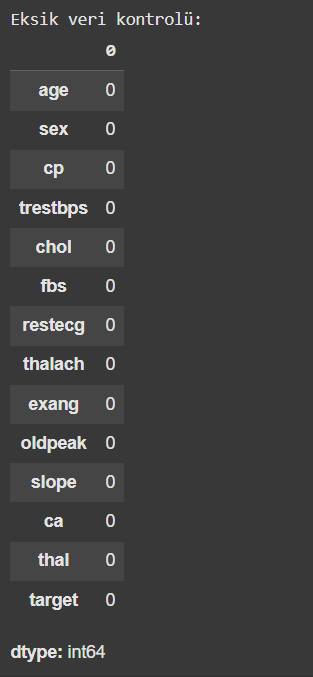 Eksik veri kontrolü:
0
age 0
sex 0
cp 0
trestbps 0
chol 0
fbs 0
restecg 0
thalach 0
exang 0
oldpeak 0
slope 0
ca 0
thal 0
target 0
dtype: int64